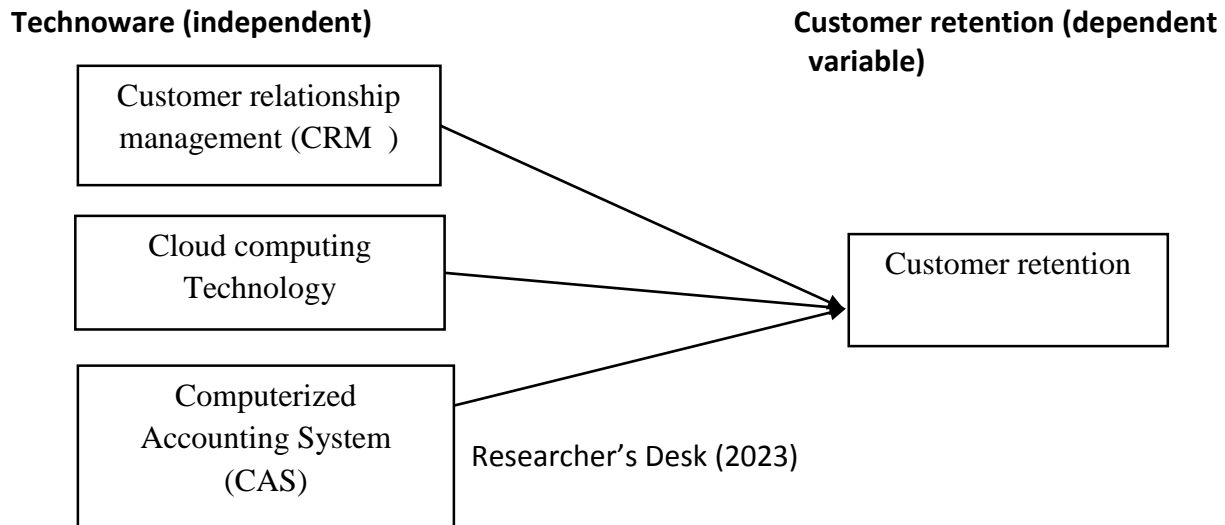 Technoware (independent)
Customer retention (dependent
variable)
Customer relationship
management (CRM  )
Cloud computing
Technology
Customer retention
Computerized
Accounting System
(CAS)
Researcher’s Desk (2023)